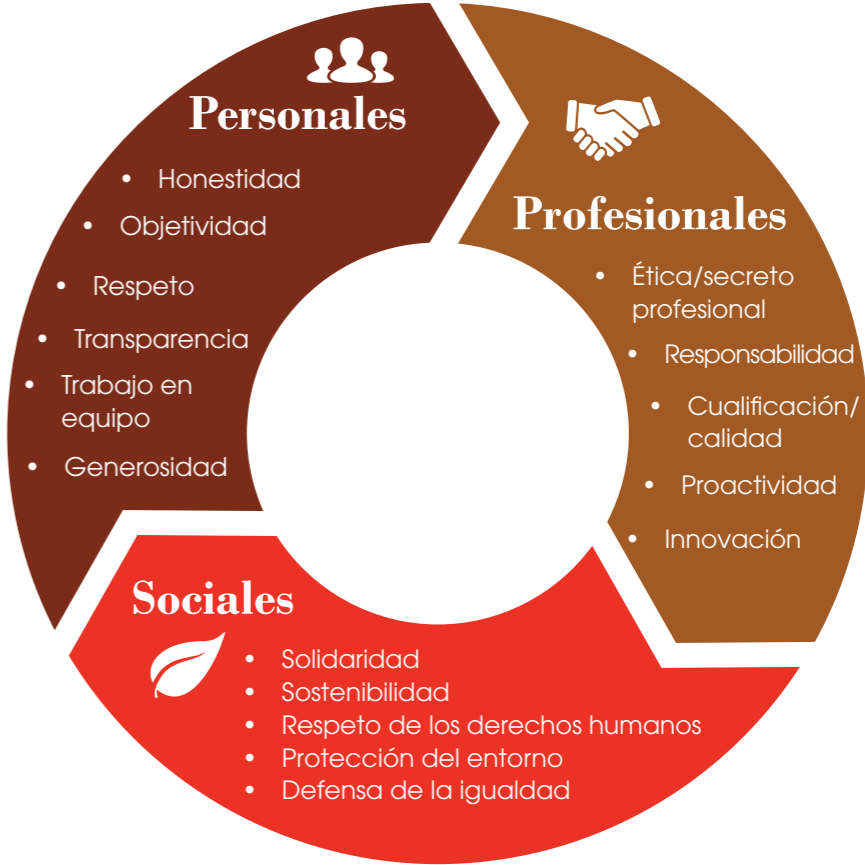 Personales
• Honestidad
• Objetividad
• Respeto
• Transparencia
• Trabajo en
equipo
• Generosidad
Profesionales
• Ética/secreto
profesional
• Responsabilidad
• Cualificación/
calidad
• Proactividad
• Innovación
Sociales
• Solidaridad
• Sostenibilidad
• Respeto de los derechos humanos
• Protección del entorno
• Defensa de la igualdad